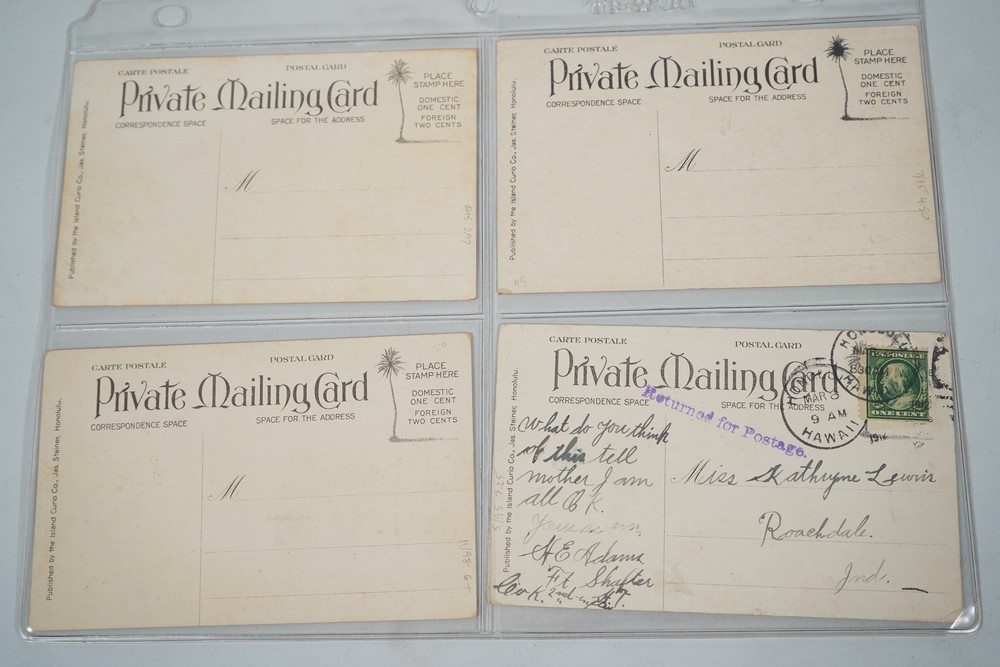 CARTE POSTALE
POSTAL CARD
Private Mailing Card
CORRESPONDENCE SPACE
SPACE FOR THE ADDRESS
PLACE
STAMP HERE
DOMESTIC
ONE CENT
FOREIGN
TWO CENTS
M
Published by the Island Curio Co., Jas. Steiner, Honolulu.
CARTE POSTALE
POSTAL CARD
Private Mailing Card
CORRESPONDENCE SPACE
SPACE FOR THE ADDRESS
PLACE
STAMP HERE
DOMESTIC
ONE CENT
FOREIGN
TWO CENTS
M
Published by the Island Curio Co., Jas. Steiner, Honolulu.
CARTE POSTALE
POSTAL CARD
Private Mailing Card
CORRESPONDENCE SPACE
SPACE FOR THE ADDRESS
PLACE
STAMP HERE
DOMESTIC
ONE CENT
FOREIGN
TWO CENTS
M
Published by the Island Curio Co., Jas. Steiner, Honolulu.
CARTE POSTALE
POSTAL CARD
Private Mailing Card
CORRESPONDENCE SPACE
SPACE FOR THE ADDRESS
Published by the Island Curio Co., Jas. Steiner, Honolulu.
Returned for Postage.
MAR 8
9 AM
HAWAII
1912
U.S. POSTAGE
ONE CENT
What do you think
of this tell
mother I am
all O.K.
H E Adams
Ft. Shafter
Co K. 2nd
Miss Kathryne Lewis
Roachdale.
Ind.